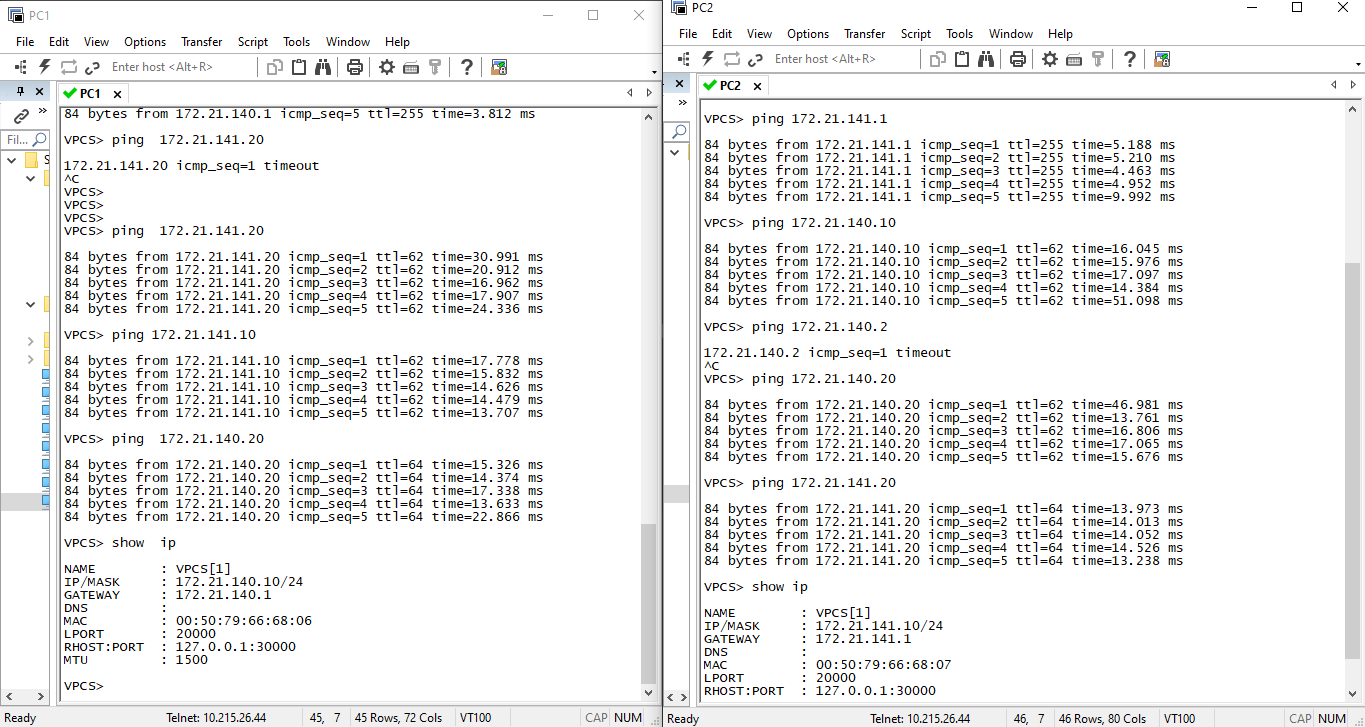 PC1
File Edit View Options Transfer Script Tools Window Help
Enter host <Alt+R>
PC1
Fil...
S
84 bytes from 172.21.140.1 icmp_seq=5 ttl=255 time=3.812 ms
VPCS> ping  172.21.141.20
172.21.141.20 icmp_seq=1 timeout
^C
VPCS>
VPCS>
VPCS>
VPCS> ping  172.21.141.20
84 bytes from 172.21.141.20 icmp_seq=1 ttl=62 time=30.991 ms
84 bytes from 172.21.141.20 icmp_seq=2 ttl=62 time=20.912 ms
84 bytes from 172.21.141.20 icmp_seq=3 ttl=62 time=16.962 ms
84 bytes from 172.21.141.20 icmp_seq=4 ttl=62 time=17.907 ms
84 bytes from 172.21.141.20 icmp_seq=5 ttl=62 time=24.336 ms
VPCS> ping 172.21.141.10
84 bytes from 172.21.141.10 icmp_seq=1 ttl=62 time=17.778 ms
84 bytes from 172.21.141.10 icmp_seq=2 ttl=62 time=15.832 ms
84 bytes from 172.21.141.10 icmp_seq=3 ttl=62 time=14.626 ms
84 bytes from 172.21.141.10 icmp_seq=4 ttl=62 time=14.479 ms
84 bytes from 172.21.141.10 icmp_seq=5 ttl=62 time=13.707 ms
VPCS> ping  172.21.140.20
84 bytes from 172.21.140.20 icmp_seq=1 ttl=64 time=15.326 ms
84 bytes from 172.21.140.20 icmp_seq=2 ttl=64 time=14.374 ms
84 bytes from 172.21.140.20 icmp_seq=3 ttl=64 time=17.338 ms
84 bytes from 172.21.140.20 icmp_seq=4 ttl=64 time=13.633 ms
84 bytes from 172.21.140.20 icmp_seq=5 ttl=64 time=22.866 ms
VPCS> show  ip
NAME        : VPCS[1]
IP/MASK     : 172.21.140.10/24
GATEWAY     : 172.21.140.1
DNS         :
MAC         : 00:50:79:66:68:06
LPORT       : 20000
RHOST:PORT  : 127.0.0.1:30000
MTU         : 1500
VPCS>
Ready Telnet: 10.215.26.44 45, 7 45 Rows, 72 Cols VT100 CAP NUM
PC2
File Edit View Options Transfer Script Tools Window Help
Enter host <Alt+R>
PC2
VPCS> ping 172.21.141.1
84 bytes from 172.21.141.1 icmp_seq=1 ttl=255 time=5.188 ms
84 bytes from 172.21.141.1 icmp_seq=2 ttl=255 time=5.210 ms
84 bytes from 172.21.141.1 icmp_seq=3 ttl=255 time=4.463 ms
84 bytes from 172.21.141.1 icmp_seq=4 ttl=255 time=4.952 ms
84 bytes from 172.21.141.1 icmp_seq=5 ttl=255 time=9.992 ms
VPCS> ping 172.21.140.10
84 bytes from 172.21.140.10 icmp_seq=1 ttl=62 time=16.045 ms
84 bytes from 172.21.140.10 icmp_seq=2 ttl=62 time=15.976 ms
84 bytes from 172.21.140.10 icmp_seq=3 ttl=62 time=17.097 ms
84 bytes from 172.21.140.10 icmp_seq=4 ttl=62 time=14.384 ms
84 bytes from 172.21.140.10 icmp_seq=5 ttl=62 time=51.098 ms
VPCS> ping 172.21.140.2
172.21.140.2 icmp_seq=1 timeout
^C
VPCS> ping 172.21.140.20
84 bytes from 172.21.140.20 icmp_seq=1 ttl=62 time=46.981 ms
84 bytes from 172.21.140.20 icmp_seq=2 ttl=62 time=13.761 ms
84 bytes from 172.21.140.20 icmp_seq=3 ttl=62 time=16.806 ms
84 bytes from 172.21.140.20 icmp_seq=4 ttl=62 time=17.065 ms
84 bytes from 172.21.140.20 icmp_seq=5 ttl=62 time=15.676 ms
VPCS> ping 172.21.141.20
84 bytes from 172.21.141.20 icmp_seq=1 ttl=64 time=13.973 ms
84 bytes from 172.21.141.20 icmp_seq=2 ttl=64 time=14.013 ms
84 bytes from 172.21.141.20 icmp_seq=3 ttl=64 time=14.052 ms
84 bytes from 172.21.141.20 icmp_seq=4 ttl=64 time=14.526 ms
84 bytes from 172.21.141.20 icmp_seq=5 ttl=64 time=13.238 ms
VPCS> show ip
NAME        : VPCS[1]
IP/MASK     : 172.21.141.10/24
GATEWAY     : 172.21.141.1
DNS         :
MAC         : 00:50:79:66:68:07
LPORT       : 20000
RHOST:PORT  : 127.0.0.1:30000
Ready Telnet: 10.215.26.44 46, 7 46 Rows, 80 Cols VT100 CAP NUM